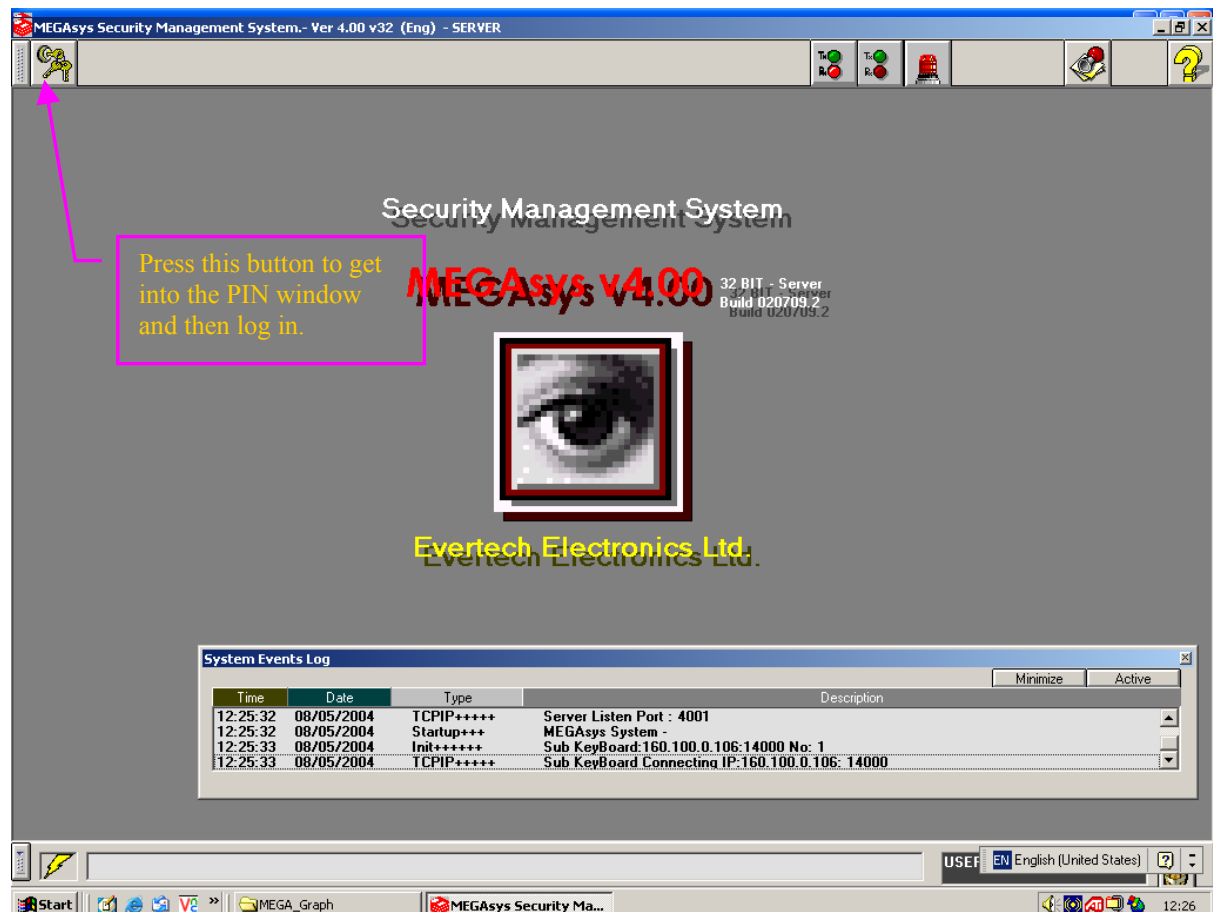 MEGAsys Security Management System.- Ver 4.00 v32 (Eng) - SERVER
Tx Tx
Rx Rx
Security Management System
Press this button to get
into the PIN window
and then log in.
MEGAsys v4.00
32 BIT - Server
Build 020709.2
Evertech Electronics Ltd.
System Events Log
Minimize Active
Time Date Type Description
12:25:32 08/05/2004 TCPIP+++++ Server Listen Port : 4001
12:25:32 08/05/2004 Startup+++ MEGAsys System -
12:25:33 08/05/2004 Init++++++ Sub KeyBoard:160.100.0.106:14000 No: 1
12:25:33 08/05/2004 TCPIP+++++ Sub KeyBoard Connecting IP:160.100.0.106: 14000
USER EN English (United States)
Start MEGA_Graph MEGAsys Security Ma... 12:26